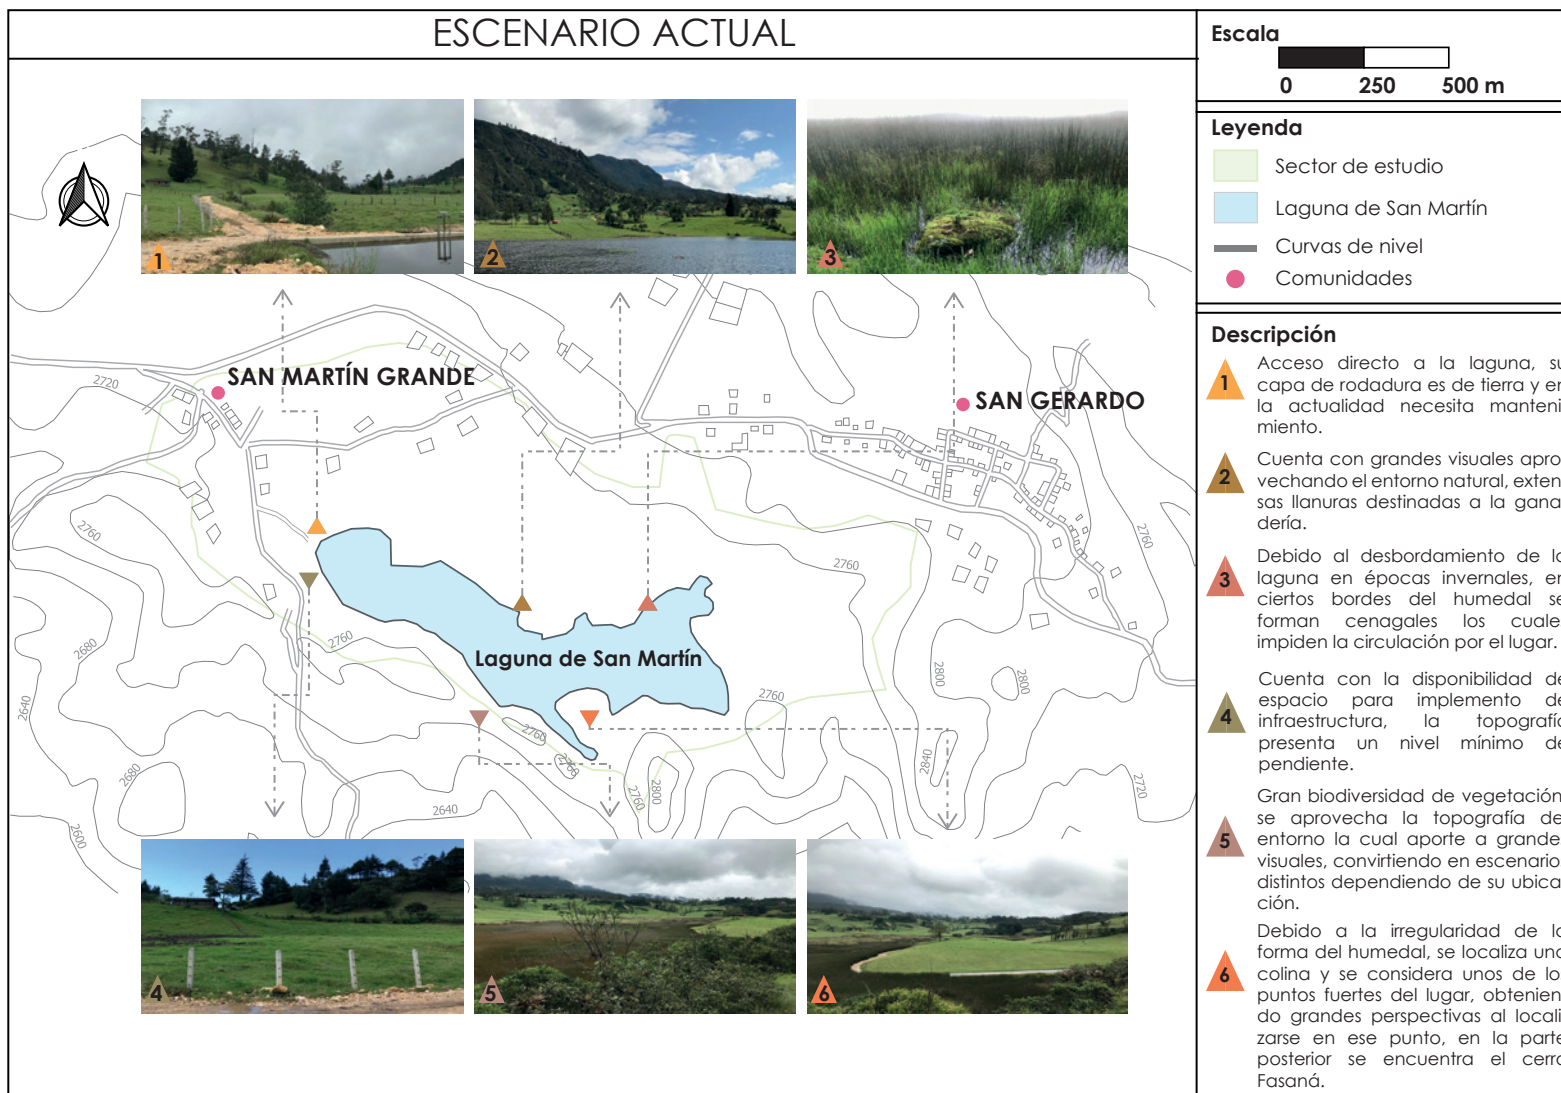 ESCENARIO ACTUAL
Escala
0 250 500 m
Leyenda
Sector de estudio
Laguna de San Martín
Curvas de nivel
Comunidades
1
2
3
SAN MARTÍN GRANDE
SAN GERARDO
Laguna de San Martín
2720
2760
2680
2640
2680
2600
2760
2640
2760
2760
2760
2800
2760
2760
2800
2800
2840
2720
2760
2760
4
5
6
Descripción
1
Acceso directo a la laguna, su
capa de rodadura es de tierra y en
la actualidad necesita manteni
miento.
2
Cuenta con grandes visuales apro
vechando el entorno natural, exten
sas llanuras destinadas a la gana
dería.
3
Debido al desbordamiento de la
laguna en épocas invernales, en
ciertos bordes del humedal se
forman cenagales los cuale
impiden la circulación por el lugar.
4
Cuenta con la disponibilidad de
espacio para implemento de
infraestructura, la topografía
presenta un nivel mínimo de
pendiente.
5
Gran biodiversidad de vegetación
se aprovecha la topografía de
entorno la cual aporte a grande
visuales, convirtiendo en escenario
distintos dependiendo de su ubica
ción.
6
Debido a la irregularidad de la
forma del humedal, se localiza una
colina y se considera unos de lo
puntos fuertes del lugar, obtenien
do grandes perspectivas al locali
zarse en ese punto, en la parte
posterior se encuentra el cerro
Fasaná.